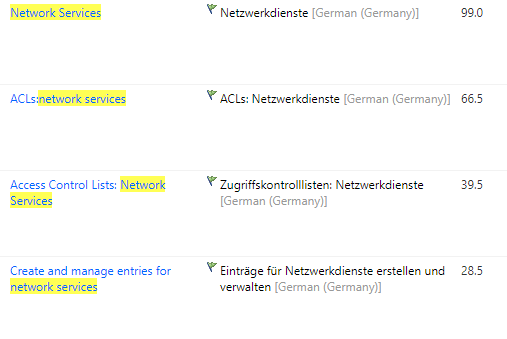 Network Services Netzwerkdienste [German (Germany)] 99.0
ACLs:network services ACLs: Netzwerkdienste [German (Germany)] 66.5
Access Control Lists: Network Zugriffskontrolllisten: Netzwerkdienste 39.5
Services [German (Germany)]
Create and manage entries for Einträge für Netzwerkdienste erstellen und 28.5
network services verwalten [German (Germany)]